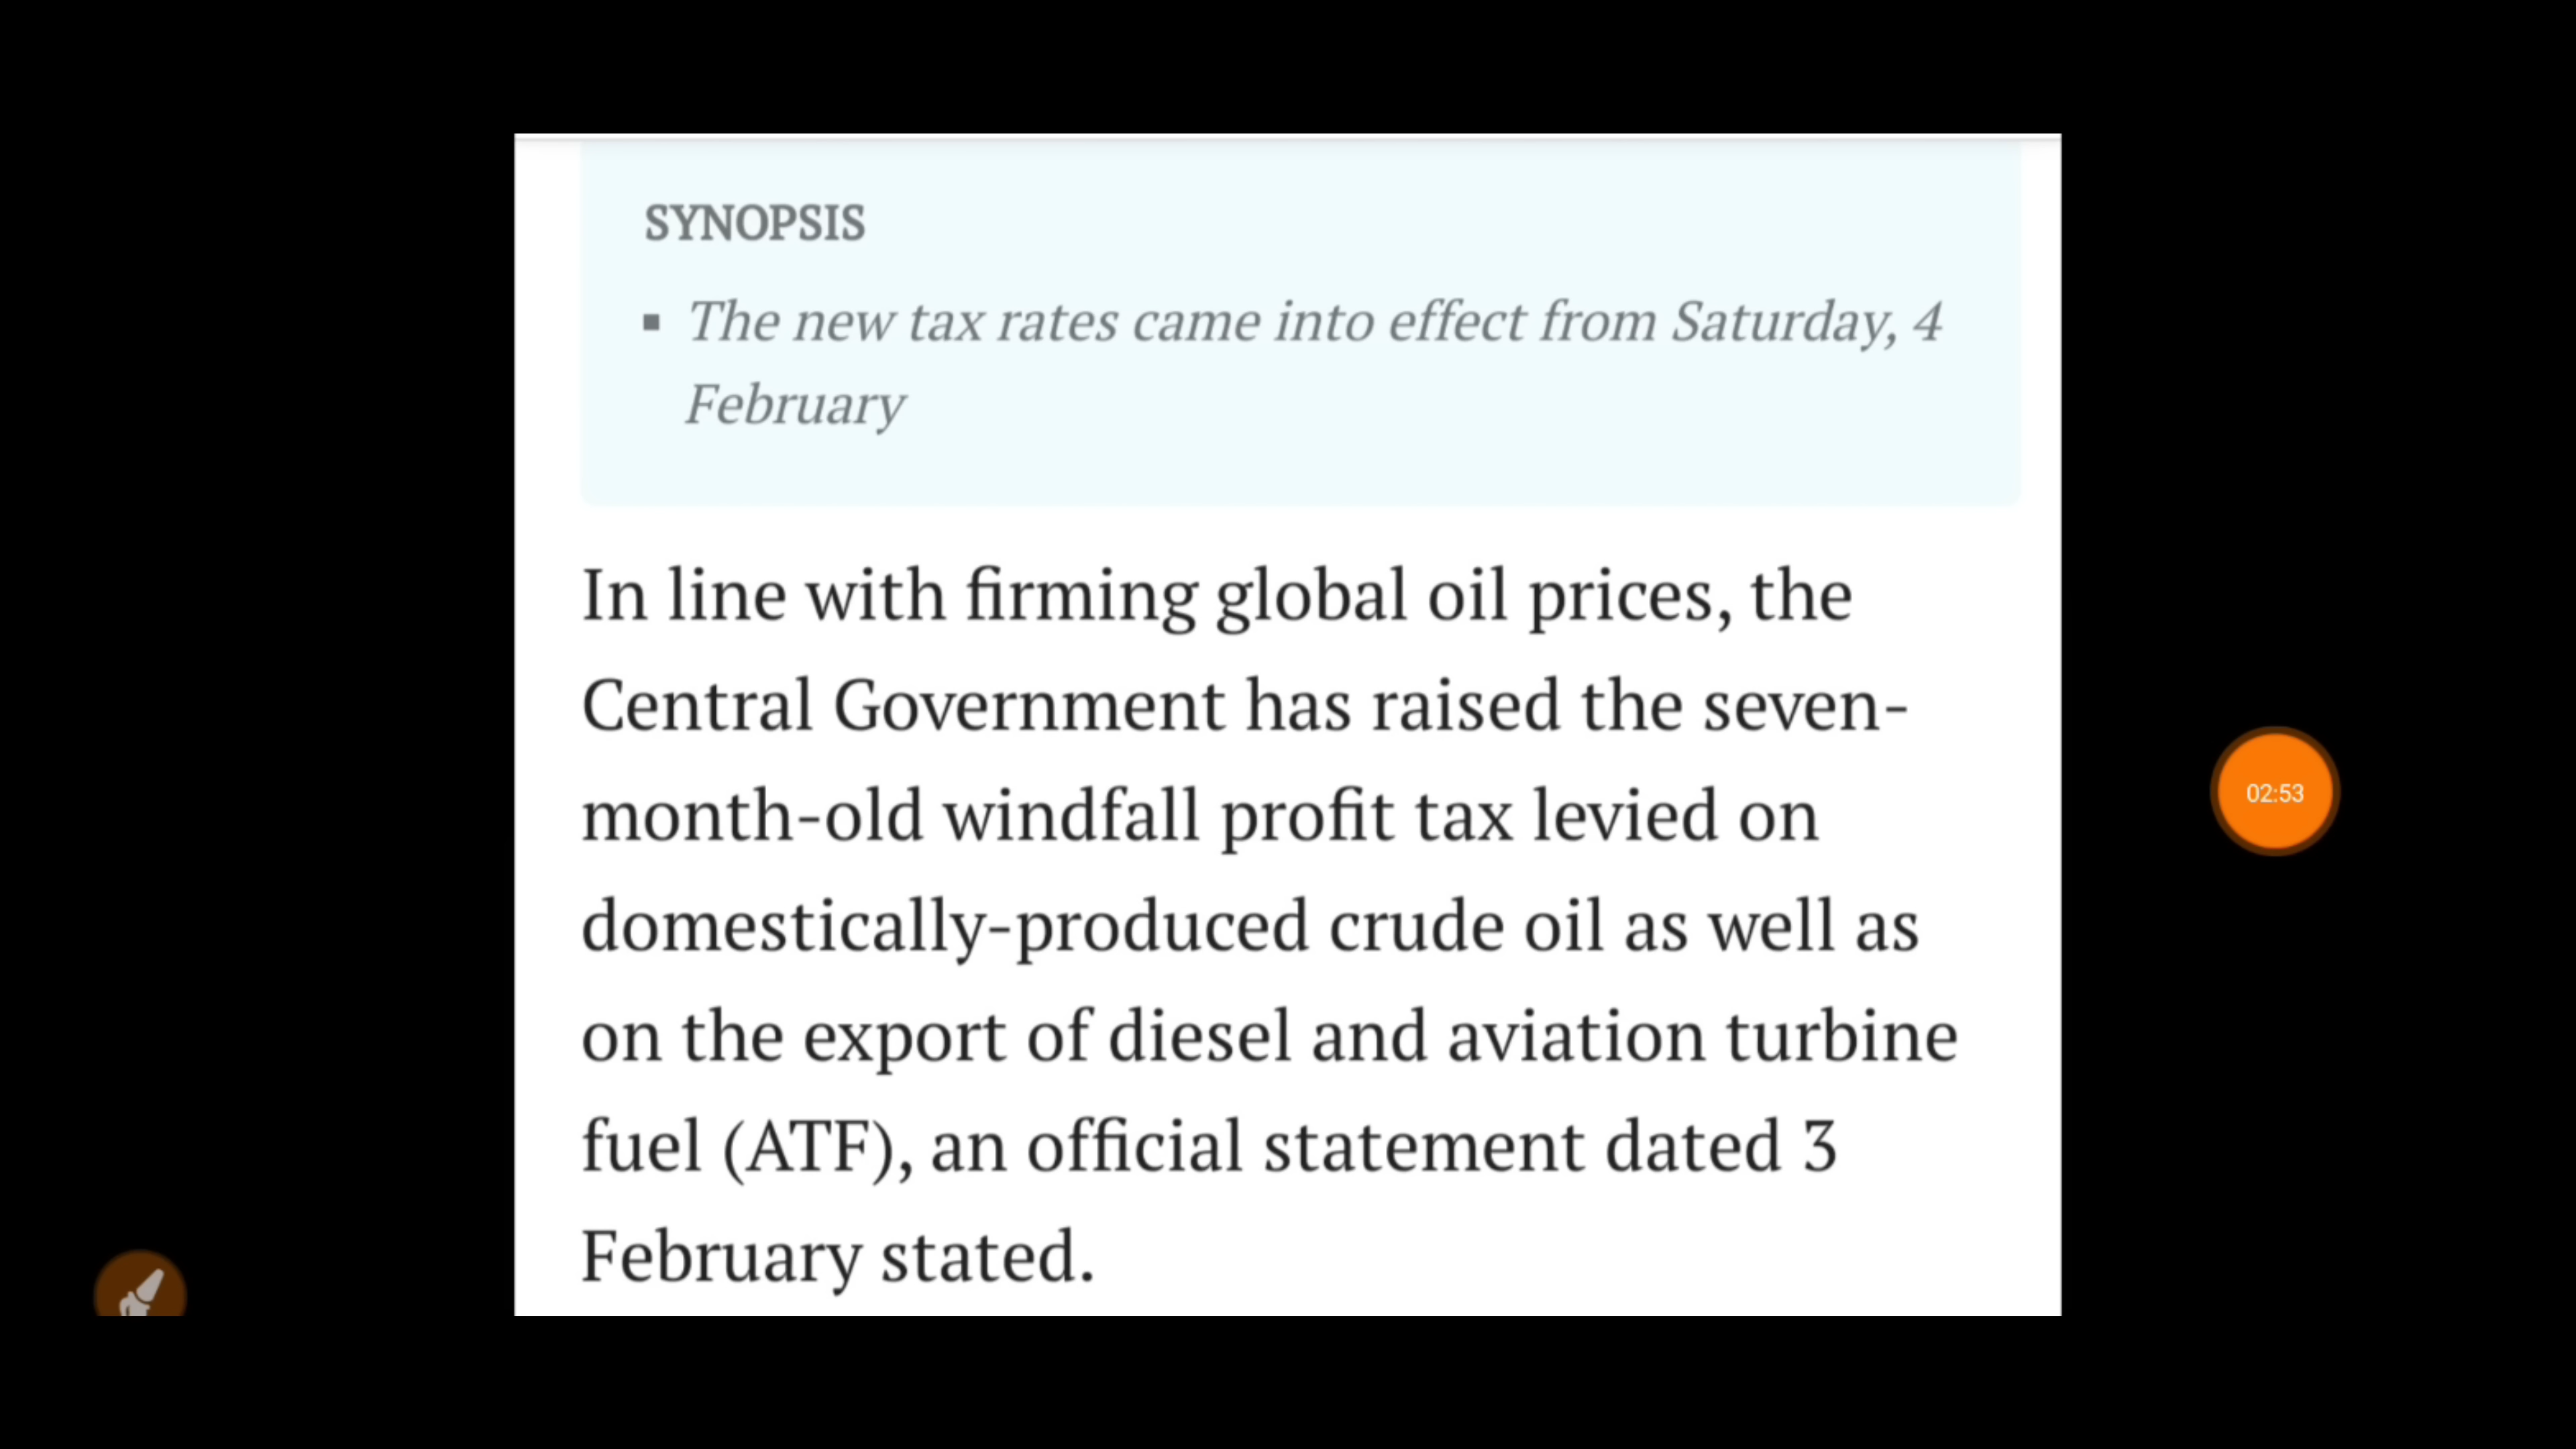 SYNOPSIS
▪ The new tax rates came into effect from Saturday, 4
February
In line with firming global oil prices, the
Central Government has raised the seven-
month-old windfall profit tax levied on
domestically-produced crude oil as well as
on the export of diesel and aviation turbine
fuel (ATF), an official statement dated 3
February stated.
02:53